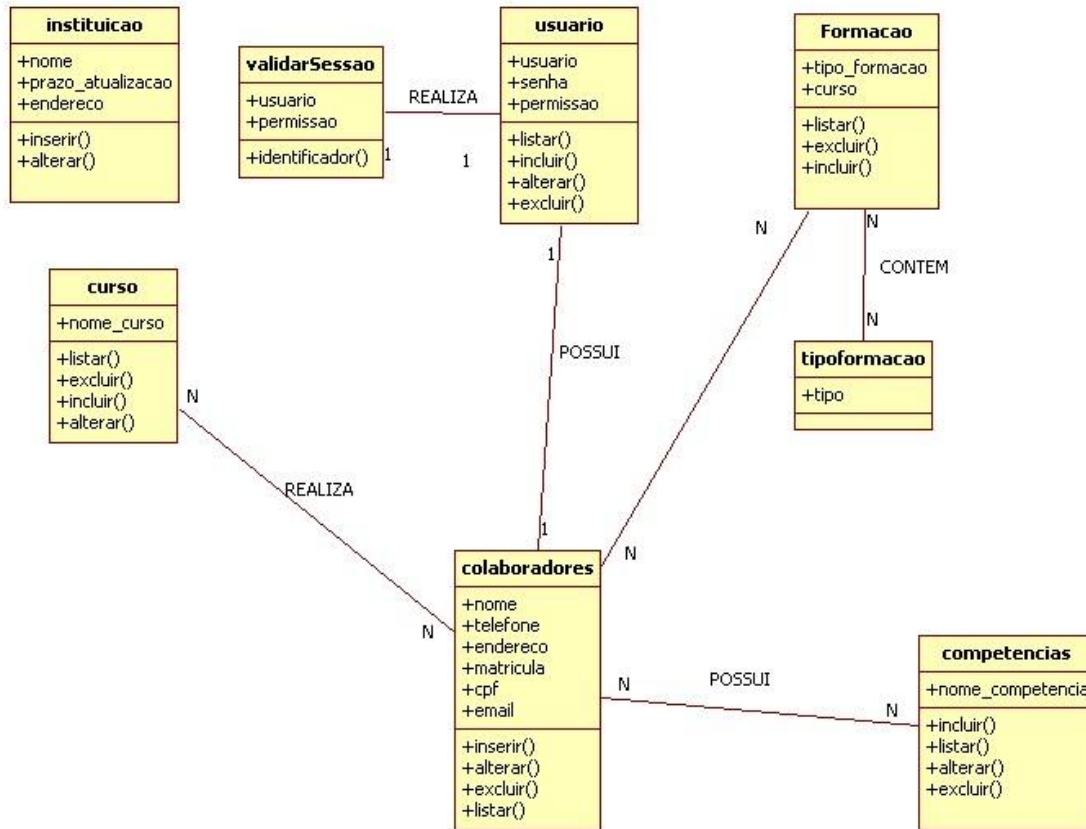 instituicao
+nome
+prazo_atualizacao
+endereco
+inserir()
+alterar()
validarSessao
+usuario
+permissao
+identificador()
1
REALIZA
1
usuario
+usuario
+senha
+permissao
+listar()
+incluir()
+alterar()
+excluir()
1
POSSUI
1
Formacao
+tipo_formacao
+curso
+listar()
+excluir()
+incluir()
N
N
CONTEM
N
tipoformacao
+tipo
curso
+nome_curso
+listar()
+excluir()
+incluir()
+alterar()
N
REALIZA
N
N
colaboradores
+nome
+telefone
+endereco
+matricula
+cpf
+email
+inserir()
+alterar()
+excluir()
+listar()
N
POSSUI
N
competencias
+nome_competencia
+incluir()
+listar()
+alterar()
+excluir()